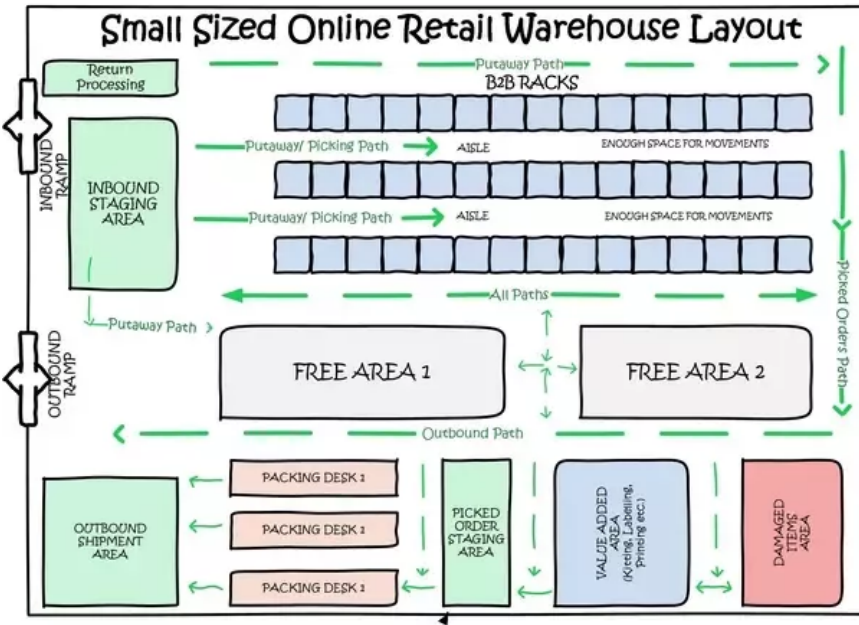 Small Sized Online Retail Warehouse Layout
Return
Processing
Putaway Path
B2B RACKS
INBOUND
RAMP
INBOUND
STAGING
AREA
Putaway/ Picking Path
AISLE
ENOUGH SPACE FOR MOVEMENTS
Putaway/ Picking Path
AISLE
ENOUGH SPACE FOR MOVEMENTS
All Paths
Picked Orders Path
Putaway Path
OUTBOUND
RAMP
FREE AREA 1
FREE AREA 2
Outbound Path
OUTBOUND
SHIPMENT
AREA
PACKING DESK 1
PACKING DESK 1
PACKING DESK 1
PICKED
ORDER
STAGING
AREA
VALUE ADDED
AREA
(Kitting, Labelling,
Printing etc.)
DAMAGED
ITEMS
AREA